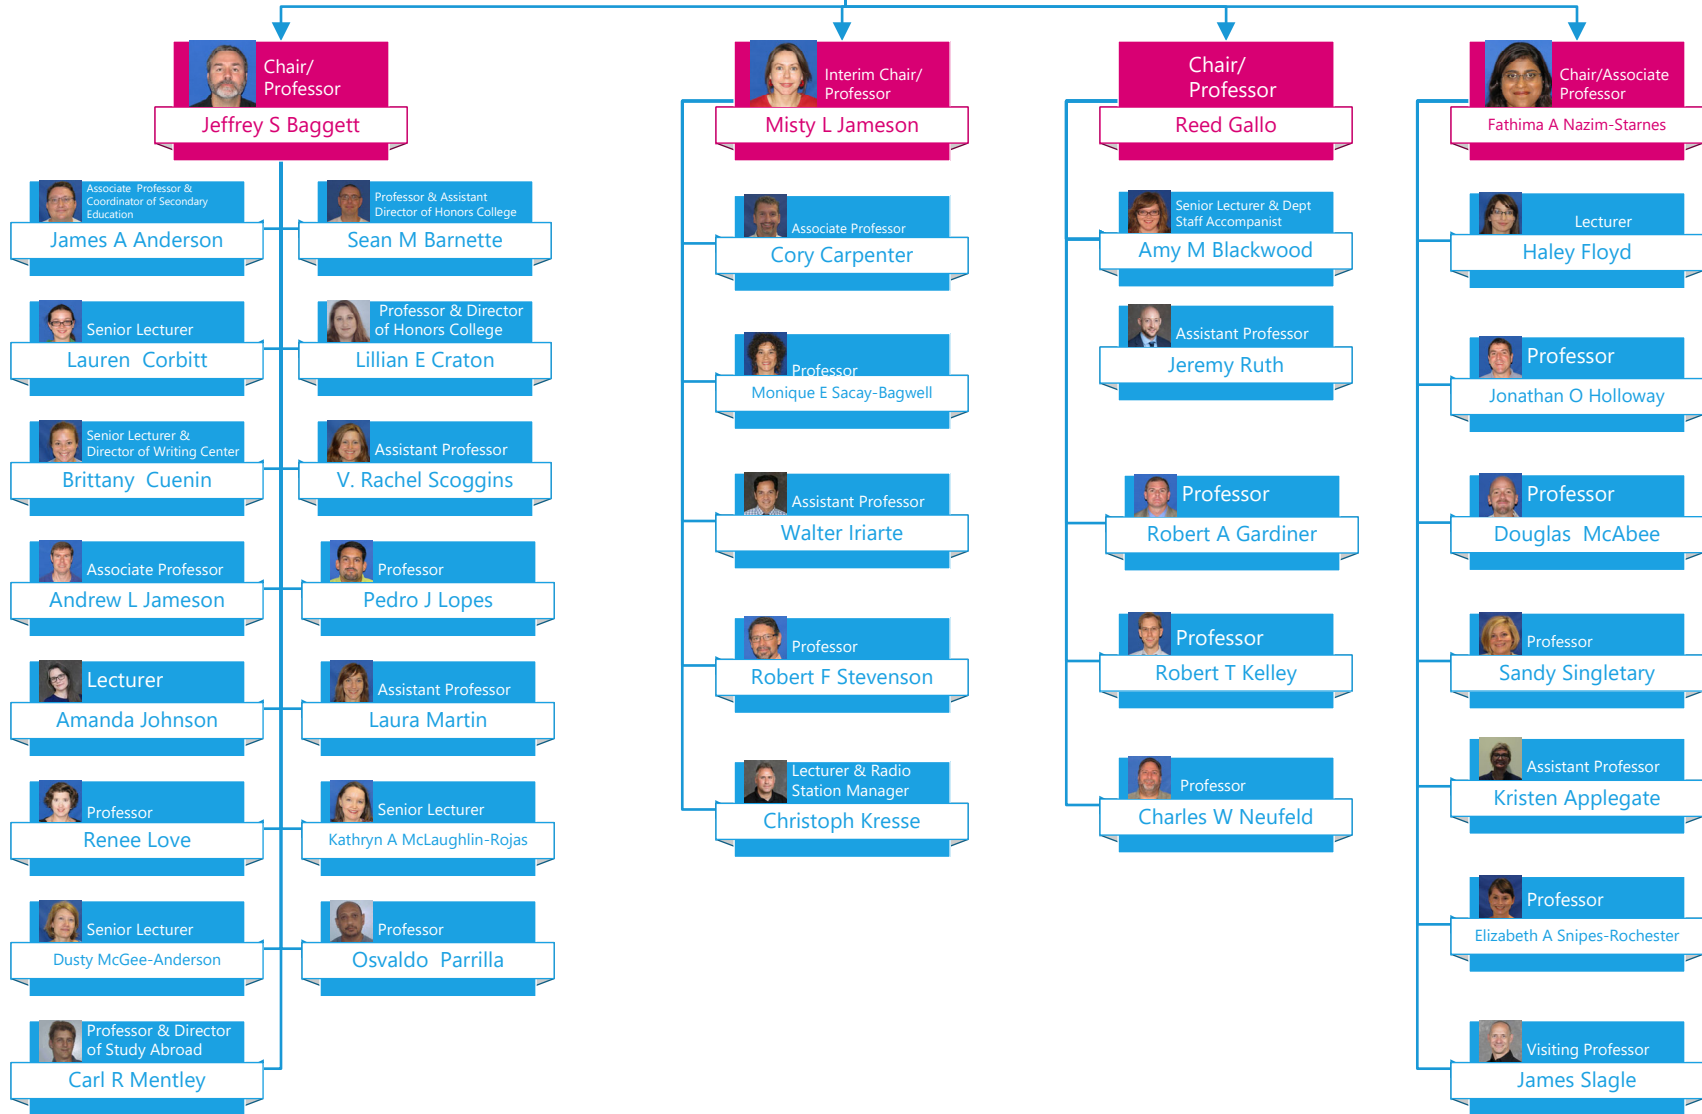 Chair/
Professor
Jeffrey S Baggett
Associate Professor &
Coordinator of Secondary
Education
James A Anderson
Professor & Assistant
Director of Honors College
Sean M Barnette
Senior Lecturer
Lauren Corbitt
Professor & Director
of Honors College
Lillian E Craton
Senior Lecturer &
Director of Writing Center
Brittany Cuenin
Assistant Professor
V. Rachel Scoggins
Associate Professor
Andrew L Jameson
Professor
Pedro J Lopes
Lecturer
Amanda Johnson
Assistant Professor
Laura Martin
Professor
Renee Love
Senior Lecturer
Kathryn A McLaughlin-Rojas
Senior Lecturer
Dusty McGee-Anderson
Professor
Osvaldo Parrilla
Professor & Director
of Study Abroad
Carl R Mentley
Interim Chair/
Professor
Misty L Jameson
Associate Professor
Cory Carpenter
Professor
Monique E Sacay-Bagwell
Assistant Professor
Walter Iriarte
Professor
Robert F Stevenson
Lecturer & Radio
Station Manager
Christoph Kresse
Chair/
Professor
Reed Gallo
Senior Lecturer & Dept
Staff Accompanist
Amy M Blackwood
Assistant Professor
Jeremy Ruth
Professor
Robert A Gardiner
Professor
Robert T Kelley
Professor
Charles W Neufeld
Chair/Associate
Professor
Fathima A Nazim-Starnes
Lecturer
Haley Floyd
Professor
Jonathan O Holloway
Professor
Douglas McAbee
Professor
Sandy Singletary
Assistant Professor
Kristen Applegate
Professor
Elizabeth A Snipes-Rochester
Visiting Professor
James Slagle